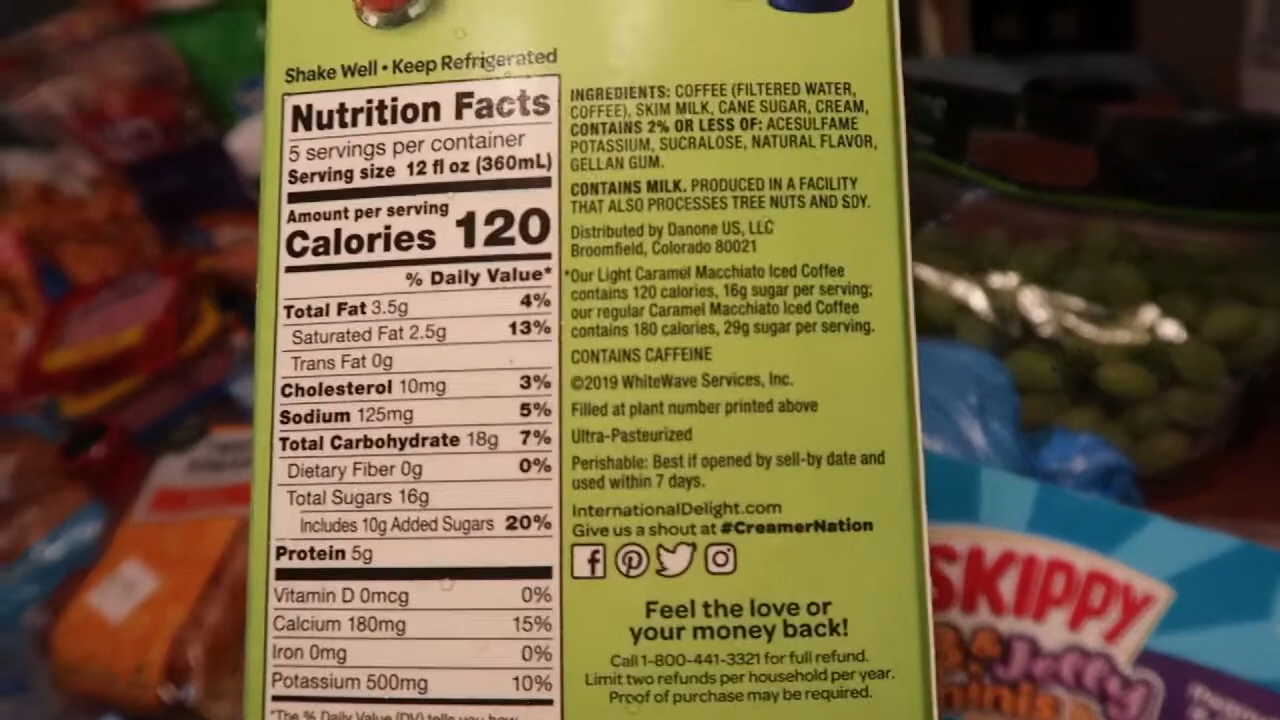 Shake Well • Keep Refrigerated
Nutrition Facts
5 servings per container
Serving size 12 fl oz (360mL)
Amount per serving
Calories 120
% Daily Value*
Total Fat 3.5g 4%
Saturated Fat 2.5g 13%
Trans Fat 0g
Cholesterol 10mg 3%
Sodium 125mg 5%
Total Carbohydrate 18g 7%
Dietary Fiber 0g 0%
Total Sugars 16g
Includes 10g Added Sugars 20%
Protein 5g
Vitamin D 0mcg 0%
Calcium 180mg 15%
Iron 0mg 0%
Potassium 500mg 10%
*The % Daily Value (DV) tells you how
INGREDIENTS: COFFEE (FILTERED WATER,
COFFEE), SKIM MILK, CANE SUGAR, CREAM,
CONTAINS 2% OR LESS OF: ACESULFAME
POTASSIUM, SUCRALOSE, NATURAL FLAVOR,
GELLAN GUM.
CONTAINS MILK. PRODUCED IN A FACILITY
THAT ALSO PROCESSES TREE NUTS AND SOY.
Distributed by Danone US, LLC
Broomfield, Colorado 80021
*Our Light Caramel Macchiato Iced Coffee
contains 120 calories, 16g sugar per serving;
our regular Caramel Macchiato Iced Coffee
contains 180 calories, 29g sugar per serving.
CONTAINS CAFFEINE
©2019 WhiteWave Services, Inc.
Filled at plant number printed above
Ultra-Pasteurized
Perishable: Best if opened by sell-by date and
used within 7 days.
InternationalDelight.com
Give us a shout at #CreamerNation
Feel the love or
your money back!
Call 1-800-441-3321 for full refund.
Limit two refunds per household per year.
Proof of purchase may be required.
SKIPPY
& Jelly
minis